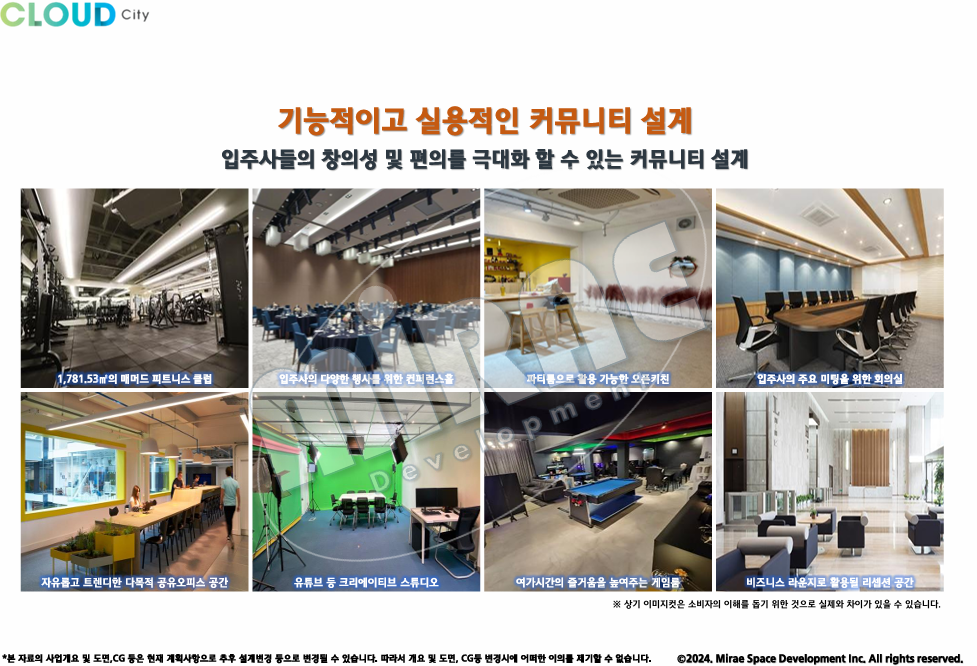 CLOUD City
기능적이고 실용적인 커뮤니티 설계
입주사들의 창의성 및 편의를 극대화 할 수 있는 커뮤니티 설계
1,781.53㎡의 매머드 피트니스 클럽
입주사의 다양한 행사를 위한 컨퍼런스홀
파티룸으로 활용 가능한 오픈키친
입주사의 주요 미팅을 위한 회의실
mirae
Development
자유롭고 트렌디한 다목적 공유오피스 공간
유튜브 등 크리에이티브 스튜디오
여가시간의 즐거움을 높여주는 게임룸
비즈니스 라운지로 활용될 리셉션 공간
※ 상기 이미지컷은 소비자의 이해를 돕기 위한 것으로 실제와 차이가 있을 수 있습니다.
*본 자료의 사업개요 및 도면,CG 등은 현재 계획사항으로 추후 설계변경 등으로 변경될 수 있습니다. 따라서 개요 및 도면, CG등 변경시에 어떠한 이의를 제기할 수 없습니다.
©2024. Mirae Space Development Inc. All rights reserved.